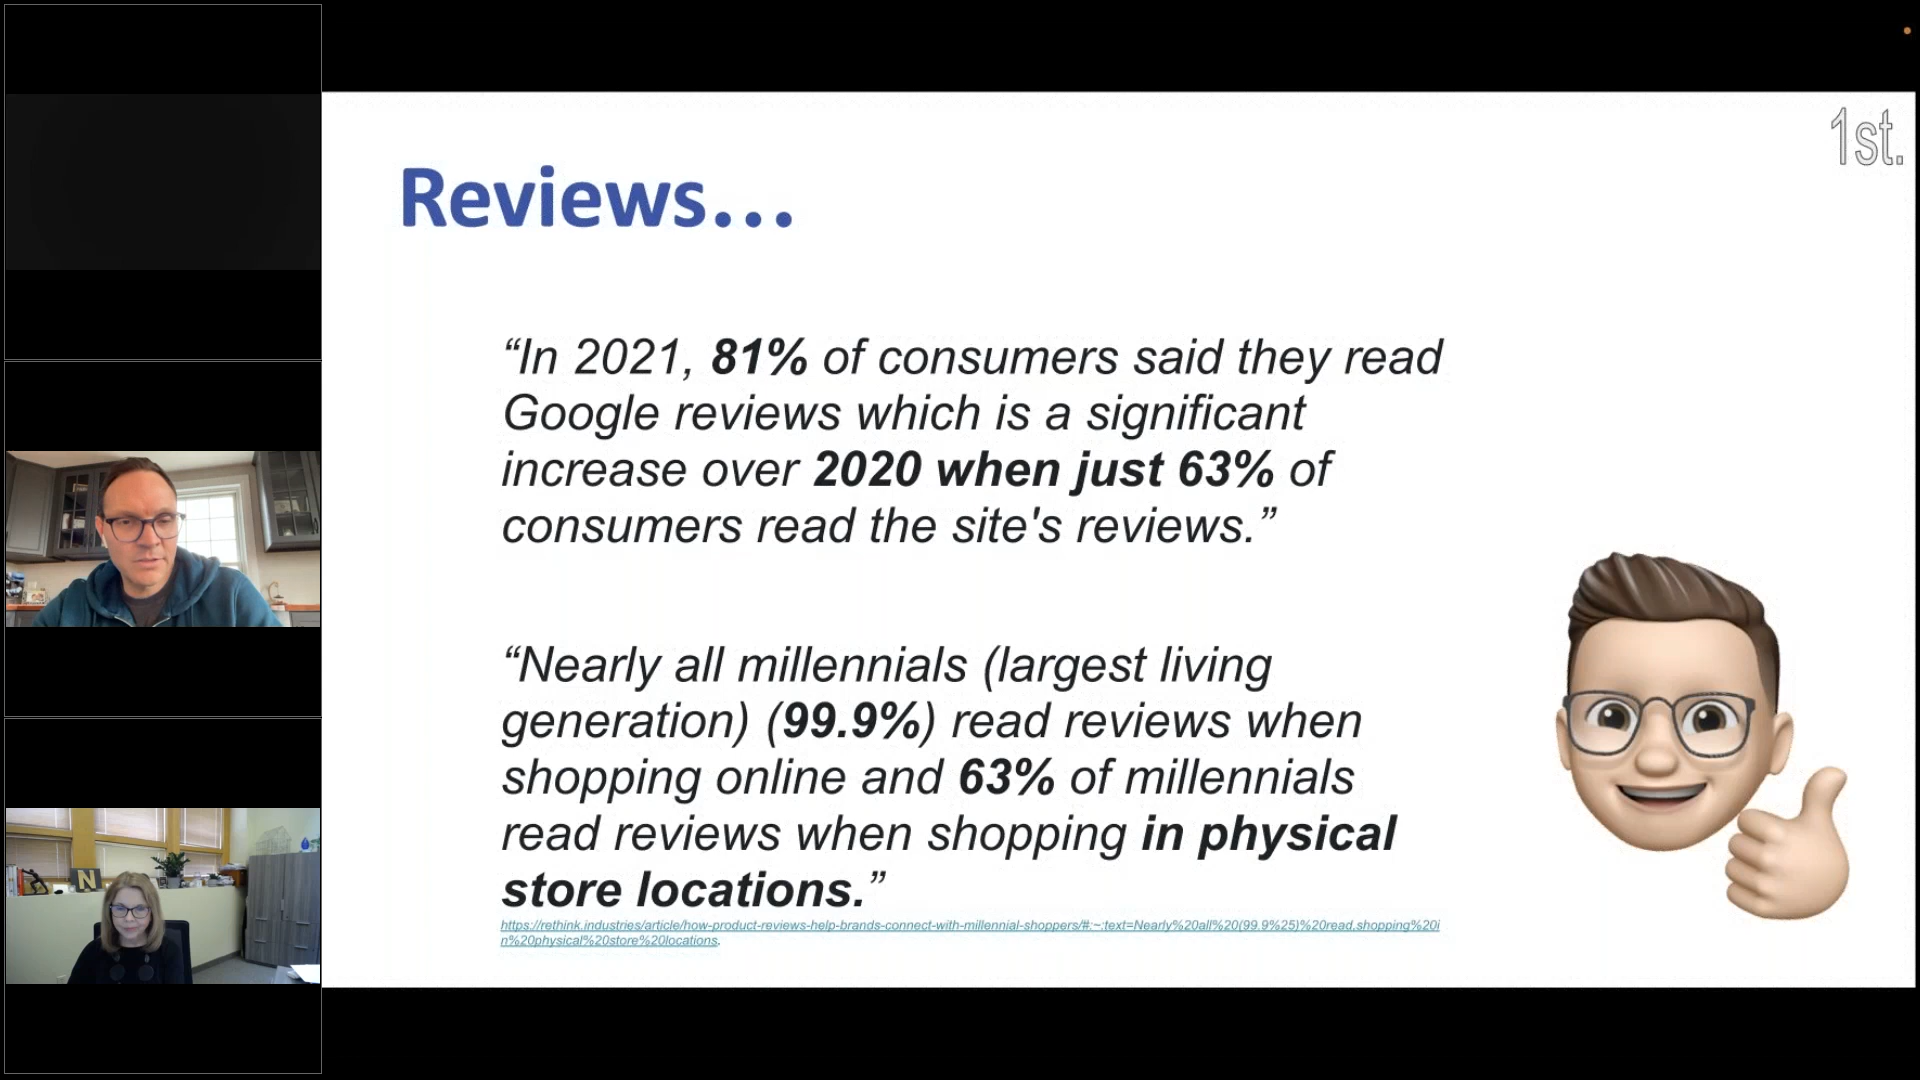 1st.
Reviews...
“In 2021, 81% of consumers said they read
Google reviews which is a significant
increase over 2020 when just 63% of
consumers read the site's reviews.”
“Nearly all millennials (largest living
generation) (99.9%) read reviews when
shopping online and 63% of millennials
read reviews when shopping in physical
store locations.”
https://rethink.industries/article/how-product-reviews-help-brands-connect-with-millennial-shoppers/#:~:text=Nearly%20all%20(99.9%25)%20read,shopping%20i
n%20physical%20store%20locations.
N